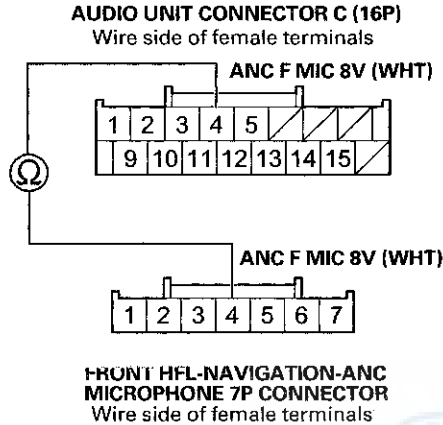 AUDIO UNIT CONNECTOR C (16P)
Wire side of female terminals
ANC F MIC 8V (WHT)
1 2 3 4 5
9 10 11 12 13 14 15
Ω
ANC F MIC 8V (WHT)
1 2 3 4 5 6 7
FRONT HFL-NAVIGATION-ANC
MICROPHONE 7P CONNECTOR
Wire side of female terminals